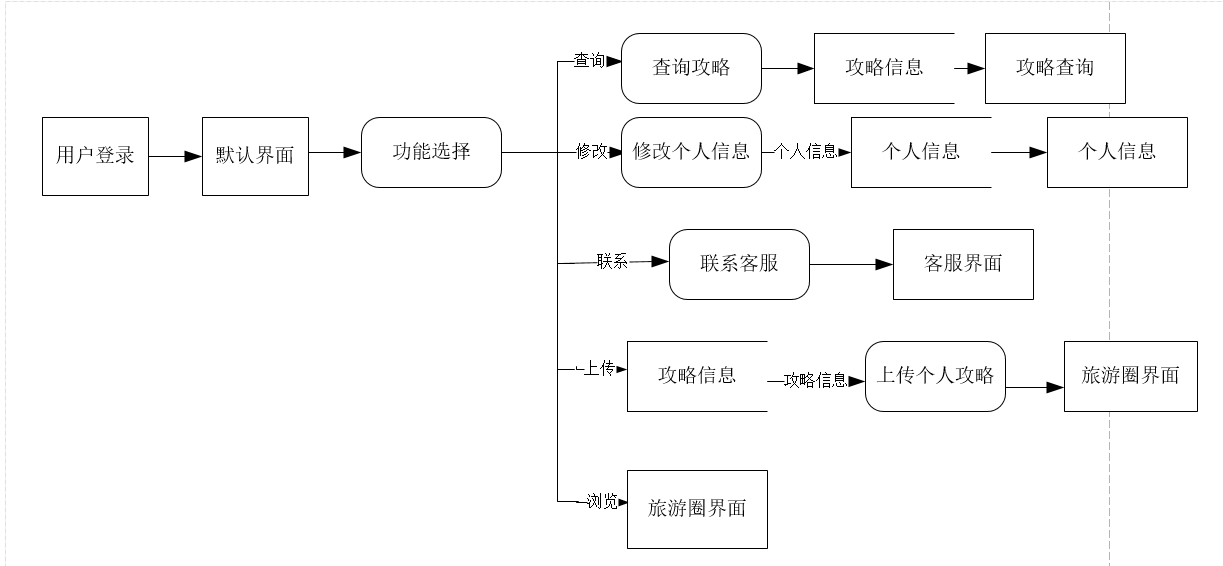 查询
查询攻略
攻略信息
攻略查询
用户登录
默认界面
功能选择
修改
修改个人信息
个人信息
个人信息
个人信息
联系
联系客服
客服界面
上传
攻略信息
攻略信息
上传个人攻略
旅游圈界面
浏览
旅游圈界面